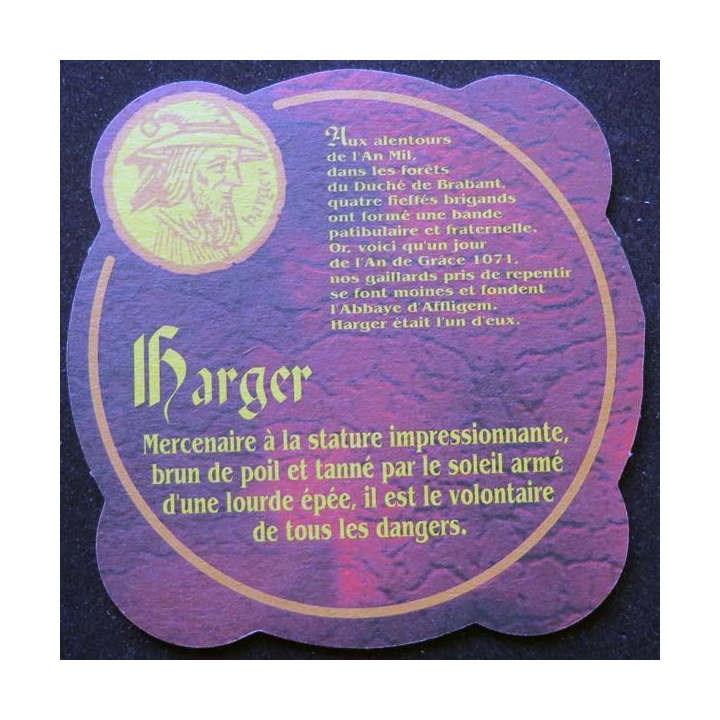 harger
Aux alentours
de l'An Mil,
dans les forêts
du Duché de Brabant,
quatre fieffés brigands
ont formé une bande
patibulaire et fraternelle.
Or, voici qu'un jour
de l'An de Grâce 1071,
nos gaillards pris de repentir
se font moines et fondent
l'Abbaye d'Affligem.
Harger était l'un d'eux.
Harger
Mercenaire à la stature impressionnante,
brun de poil et tanné par le soleil armé
d'une lourde épée, il est le volontaire
de tous les dangers.